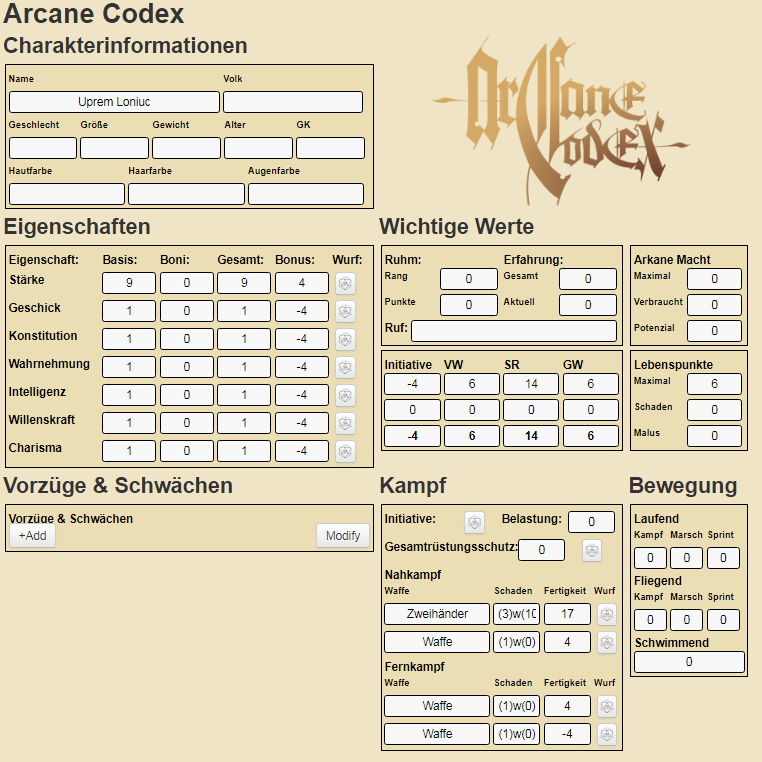 Arcane Codex
Charakterinformationen
Arcane
Codex
Name Volk
Uprem Loniuc
Geschlecht Größe Gewicht Alter GK
Hautfarbe Haarfarbe Augenfarbe
Eigenschaften
Eigenschaft: Basis: Boni: Gesamt: Bonus: Wurf:
Stärke 9 0 9 4
Geschick 1 0 1 -4
Konstitution 1 0 1 -4
Wahrnehmung 1 0 1 -4
Intelligenz 1 0 1 -4
Willenskraft 1 0 1 -4
Charisma 1 0 1 -4
Wichtige Werte
Ruhm: Erfahrung:
Rang 0 Gesamt 0
Punkte 0 Aktuell 0
Ruf:
Arkane Macht
Maximal 0
Verbraucht 0
Potenzial 0
Initiative VW SR GW
-4 6 14 6
0 0 0 0
-4 6 14 6
Lebenspunkte
Maximal 6
Schaden 0
Malus 0
Vorzüge & Schwächen
Vorzüge & Schwächen
+Add Modify
Kampf
Initiative: Belastung: 0
Gesamtrüstungsschutz: 0
Nahkampf
Waffe Schaden Fertigkeit Wurf
Zweihänder (3)w(10 17
Waffe (1)w(0) 4
Fernkampf
Waffe Schaden Fertigkeit Wurf
Waffe (1)w(0) 4
Waffe (1)w(0) -4
Bewegung
Laufend
Kampf Marsch Sprint
0 0 0
Fliegend
Kampf Marsch Sprint
0 0 0
Schwimmend
0